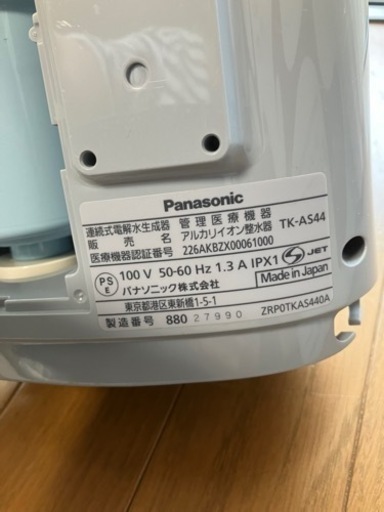 Panasonic
連続式電解水生成器 管理医療機器
販売名 アルカリイオン整水器 TK-AS44
医療機器認証番号 226AKBZX00061000
PSE 100 V 50-60 Hz 1.3 A IPX1 S JET
パナソニック株式会社 Made in Japan
東京都港区東新橋1-5-1
製造番号 880 27990 ZRP0TKAS440A